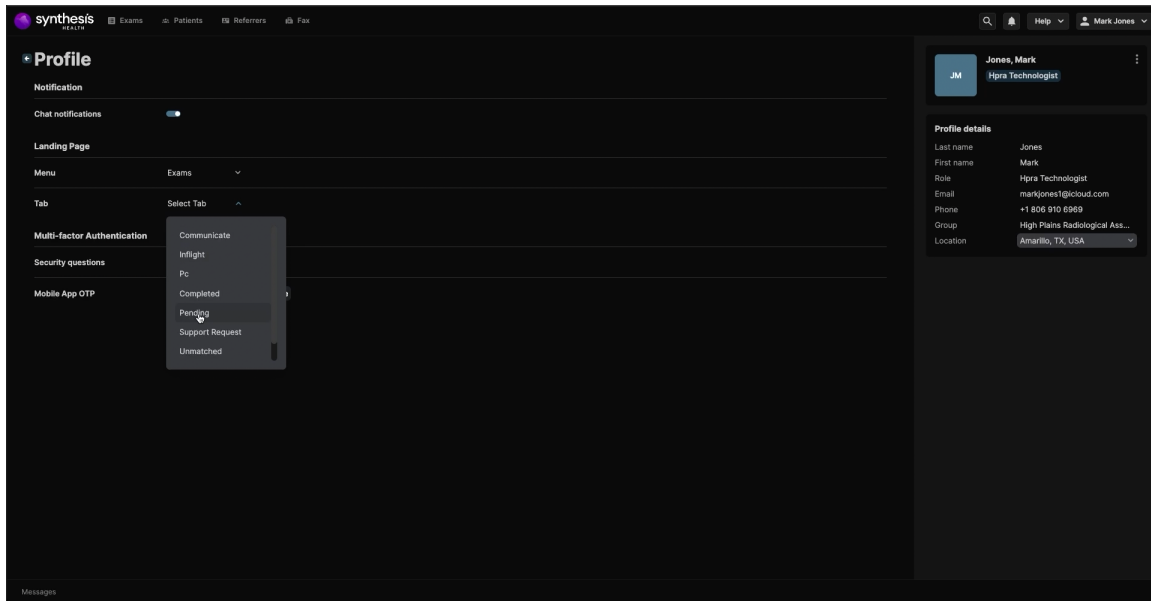 synthesis HEALTH Exams Patients Referrers Fax Help Mark Jones
Profile
Notification
Chat notifications
Landing Page
Menu Exams
Tab Select Tab
Communicate
Multi-factor Authentication
Inflight
Security questions
Pc
Completed
Mobile App OTP
Pending
Support Request
Unmatched
JM
Jones, Mark
Hpra Technologist
Profile details
Last name Jones
First name Mark
Role Hpra Technologist
Email markjones1@icloud.com
Phone +1 806 910 6969
Group High Plains Radiological Ass...
Location Amarillo, TX, USA
Messages